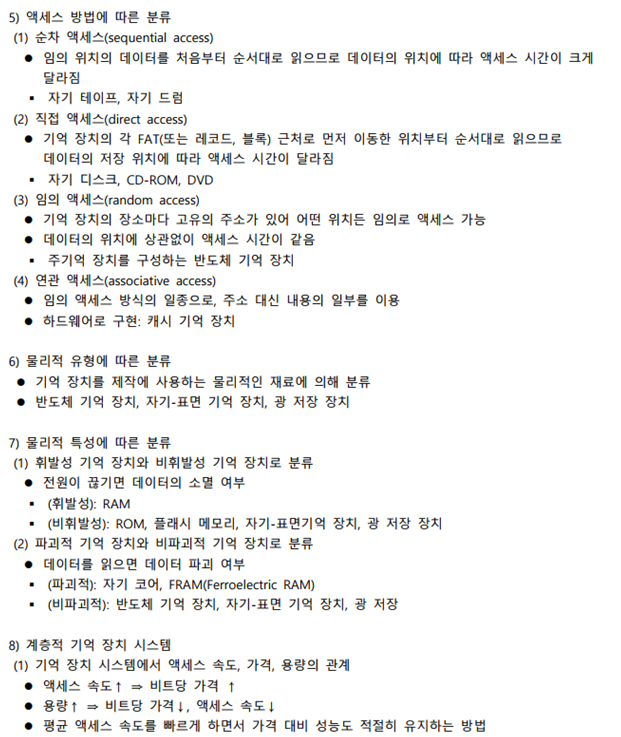 5) 액세스 방법에 따른 분류
(1) 순차 액세스(sequential access)
● 임의 위치의 데이터를 처음부터 순서대로 읽으므로 데이터의 위치에 따라 액세스 시간이 크게
달라짐
▪ 자기 테이프, 자기 드럼
(2) 직접 액세스(direct access)
● 기억 장치의 각 FAT(또는 레코드, 블록) 근처로 먼저 이동한 위치부터 순서대로 읽으므로
데이터의 저장 위치에 따라 액세스 시간이 달라짐
▪ 자기 디스크, CD-ROM, DVD
(3) 임의 액세스(random access)
● 기억 장치의 장소마다 고유의 주소가 있어 어떤 위치든 임의로 액세스 가능
● 데이터의 위치에 상관없이 액세스 시간이 같음
▪ 주기억 장치를 구성하는 반도체 기억 장치
(4) 연관 액세스(associative access)
● 임의 액세스 방식의 일종으로, 주소 대신 내용의 일부를 이용
● 하드웨어로 구현: 캐시 기억 장치
6) 물리적 유형에 따른 분류
● 기억 장치를 제작에 사용하는 물리적인 재료에 의해 분류
● 반도체 기억 장치, 자기-표면 기억 장치, 광 저장 장치
7) 물리적 특성에 따른 분류
(1) 휘발성 기억 장치와 비휘발성 기억 장치로 분류
● 전원이 끊기면 데이터의 소멸 여부
▪ (휘발성): RAM
▪ (비휘발성): ROM, 플래시 메모리, 자기-표면기억 장치, 광 저장 장치
(2) 파괴적 기억 장치와 비파괴적 기억 장치로 분류
● 데이터를 읽으면 데이터 파괴 여부
▪ (파괴적): 자기 코어, FRAM(Ferroelectric RAM)
▪ (비파괴적): 반도체 기억 장치, 자기-표면 기억 장치, 광 저장
8) 계층적 기억 장치 시스템
(1) 기억 장치 시스템에서 액세스 속도, 가격, 용량의 관계
● 액세스 속도↑ ⇒ 비트당 가격 ↑
● 용량↑ ⇒ 비트당 가격↓, 액세스 속도↓
● 평균 액세스 속도를 빠르게 하면서 가격 대비 성능도 적절히 유지하는 방법